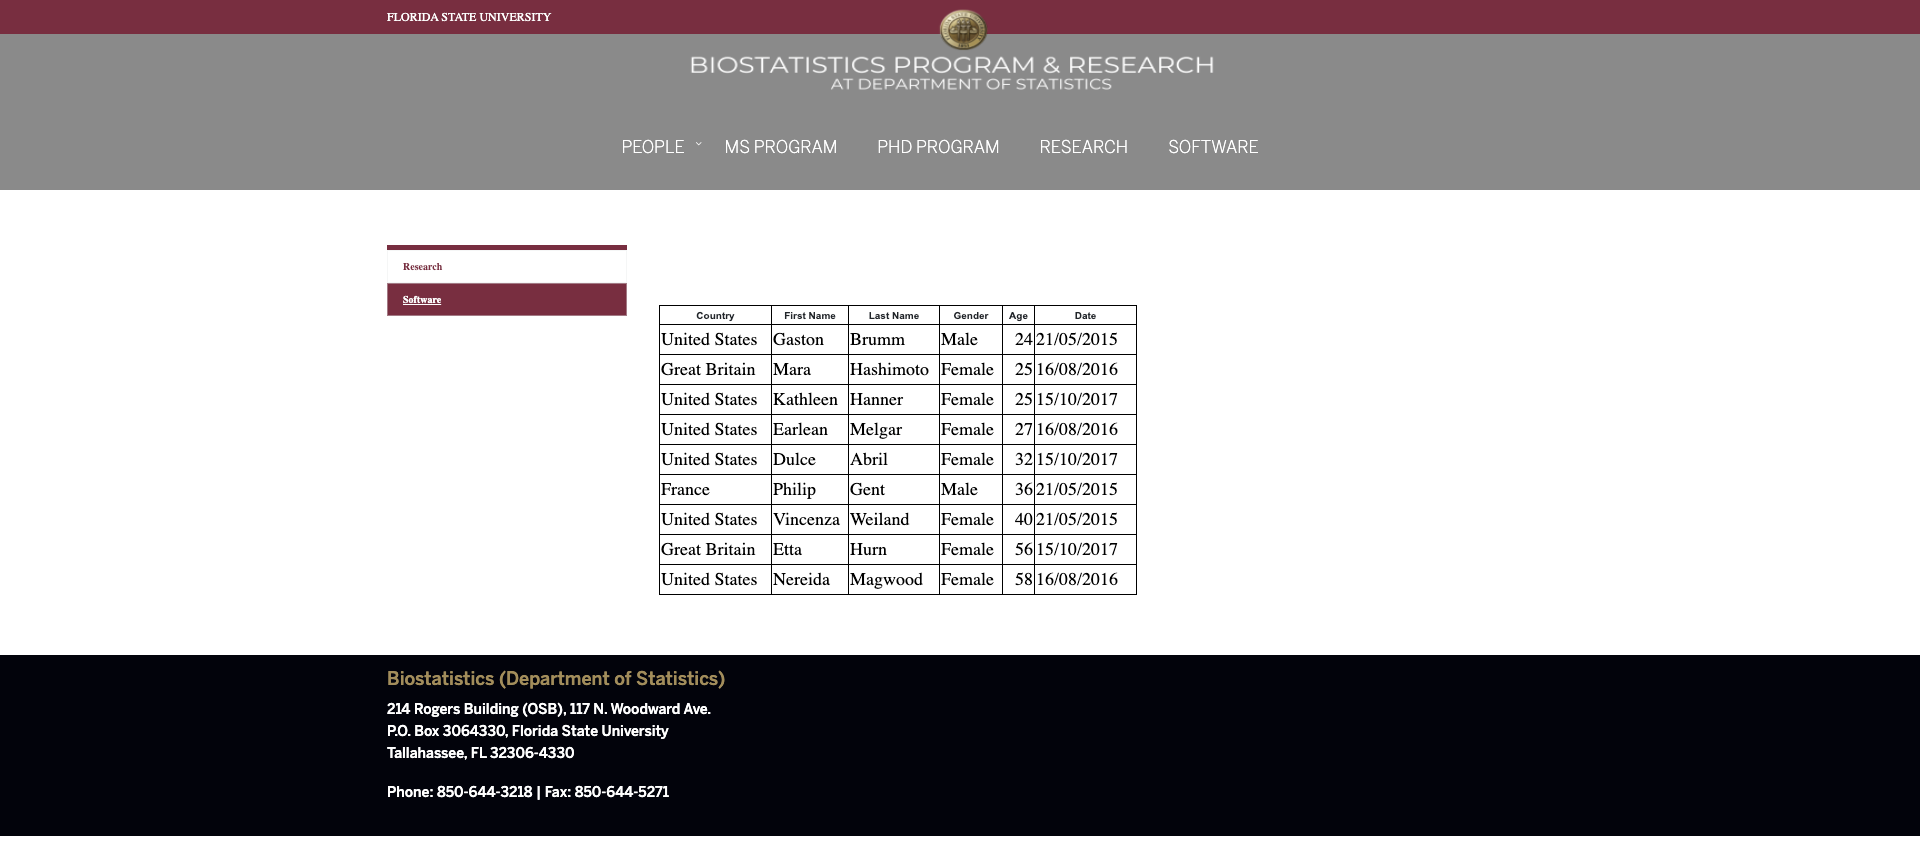 FLORIDA STATE UNIVERSITY
BIOSTATISTICS PROGRAM & RESEARCH
AT DEPARTMENT OF STATISTICS
PEOPLE MS PROGRAM PHD PROGRAM RESEARCH SOFTWARE
Research
Software
Country First Name Last Name Gender Age Date
United States Gaston Brumm Male 24 21/05/2015
Great Britain Mara Hashimoto Female 25 16/08/2016
United States Kathleen Hanner Female 25 15/10/2017
United States Earlean Melgar Female 27 16/08/2016
United States Dulce Abril Female 32 15/10/2017
France Philip Gent Male 36 21/05/2015
United States Vincenza Weiland Female 40 21/05/2015
Great Britain Etta Hurn Female 56 15/10/2017
United States Nereida Magwood Female 58 16/08/2016
Biostatistics (Department of Statistics)
214 Rogers Building (OSB), 117 N. Woodward Ave.
P.O. Box 3064330, Florida State University
Tallahassee, FL 32306-4330
Phone: 850-644-3218 | Fax: 850-644-5271